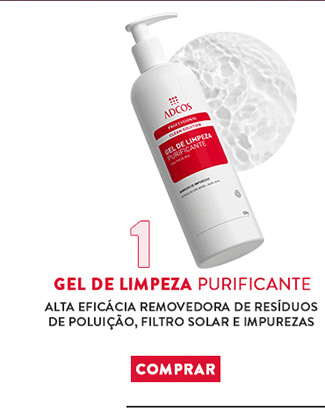 ADCOS
PROFESSIONAL
CLEAN SOLUTION
GEL DE LIMPEZA
PURIFICANTE
1
GEL DE LIMPEZA PURIFICANTE
ALTA EFICÁCIA REMOVEDORA DE RESÍDUOS
DE POLUIÇÃO, FILTRO SOLAR E IMPUREZAS
COMPRAR